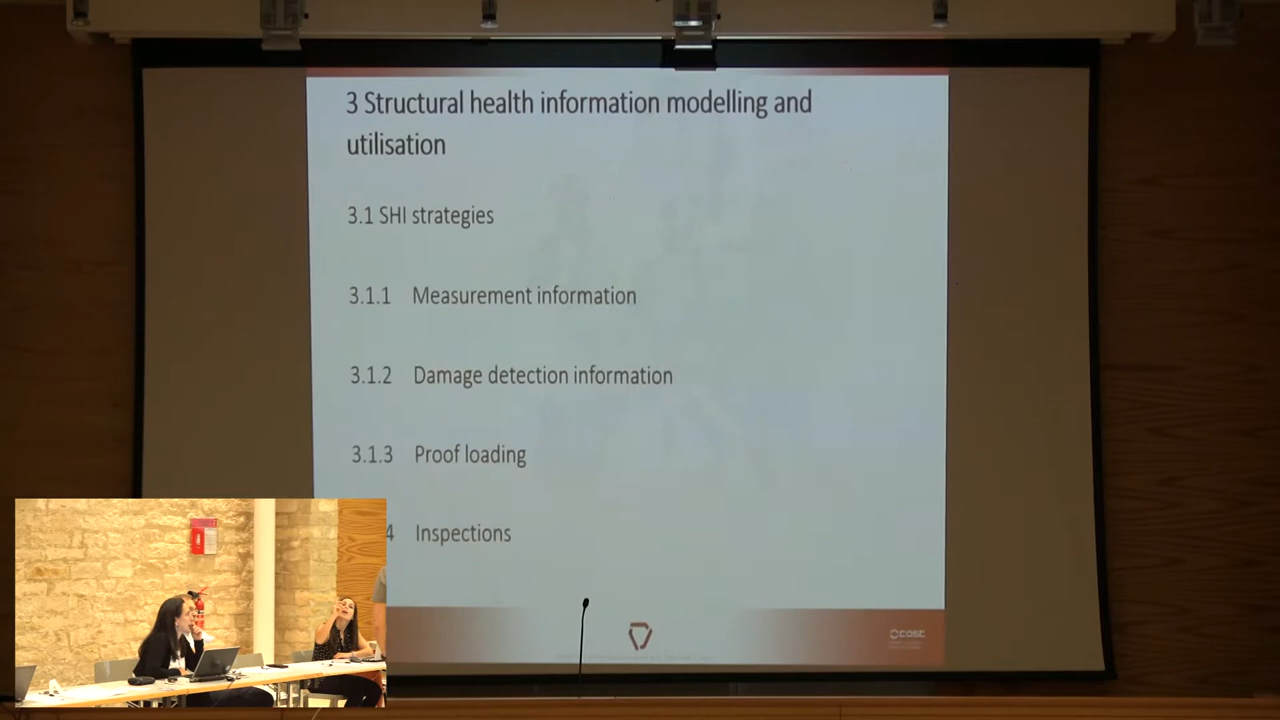 3 Structural health information modelling and
utilisation
3.1 SHI strategies
3.1.1 Measurement information
3.1.2 Damage detection information
3.1.3 Proof loading
4 Inspections
cost